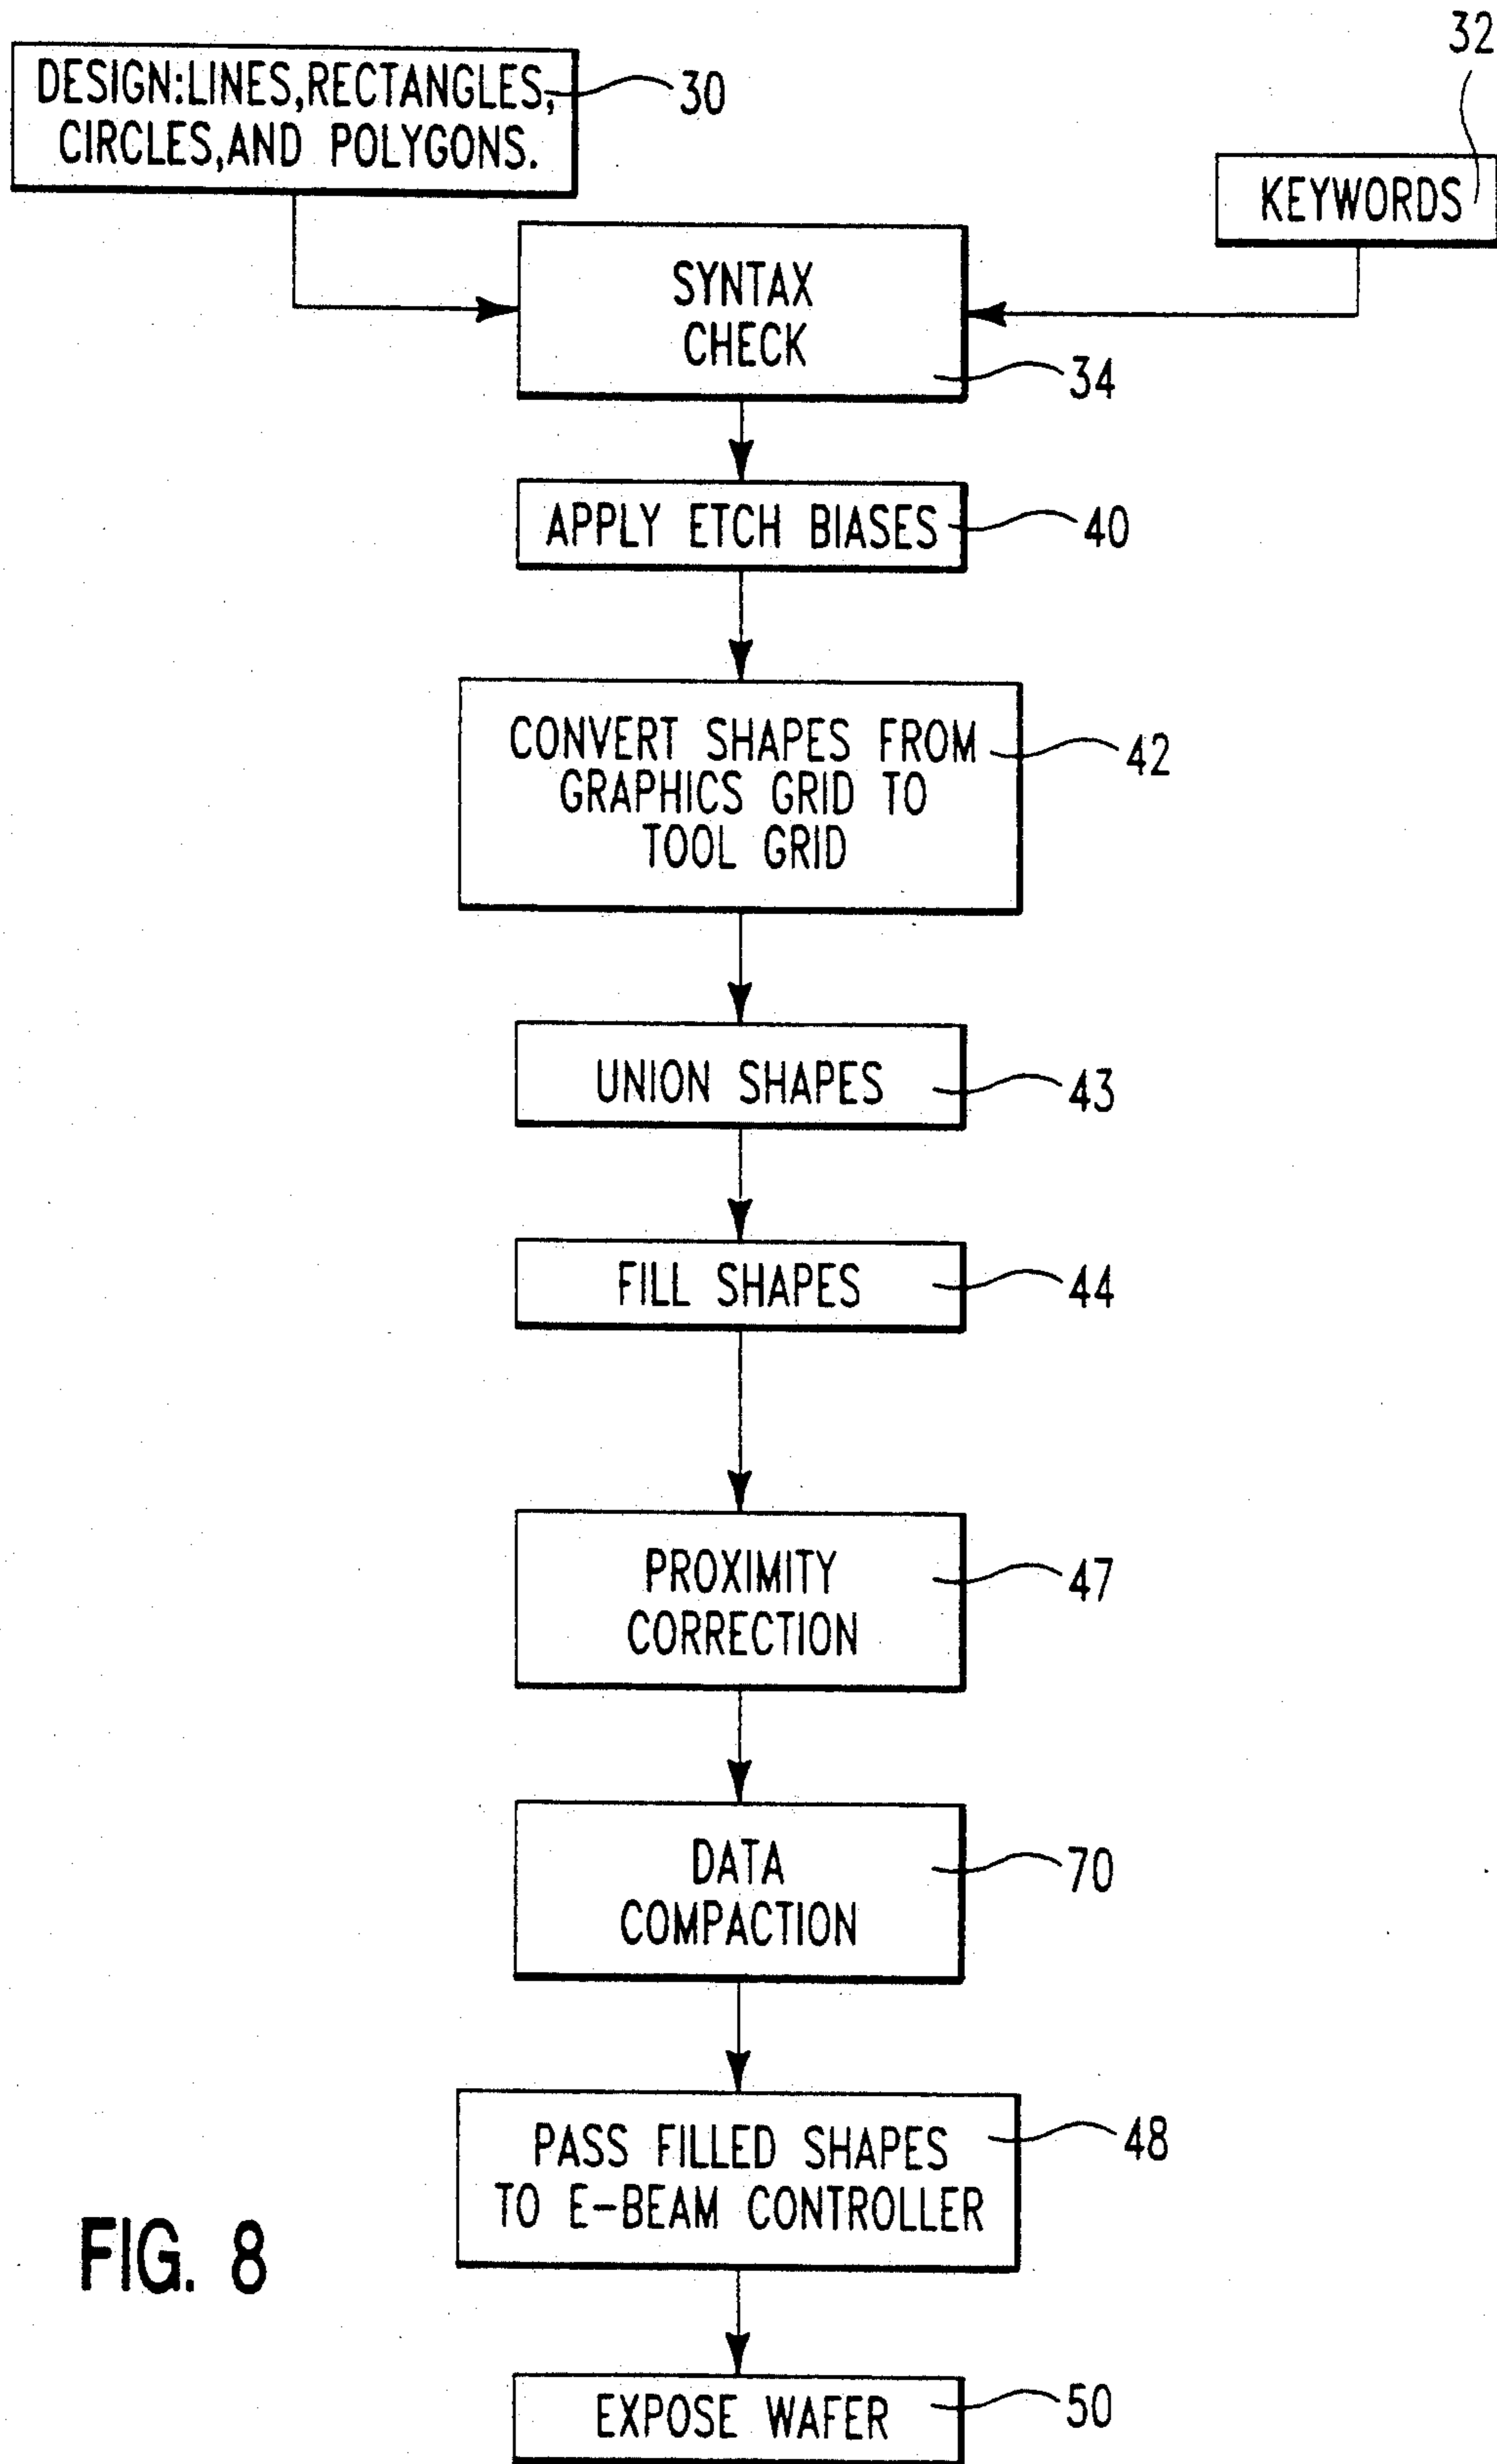 32
DESIGN:LINES,RECTANGLES,
CIRCLES,AND POLYGONS.
30
KEYWORDS
SYNTAX
CHECK
34
APPLY ETCH BIASES
40
CONVERT SHAPES FROM
GRAPHICS GRID TO
TOOL GRID
42
UNION SHAPES
43
FILL SHAPES
44
PROXIMITY
CORRECTION
47
DATA
COMPACTION
70
PASS FILLED SHAPES
TO E-BEAM CONTROLLER
48
FIG. 8
EXPOSE WAFER
50